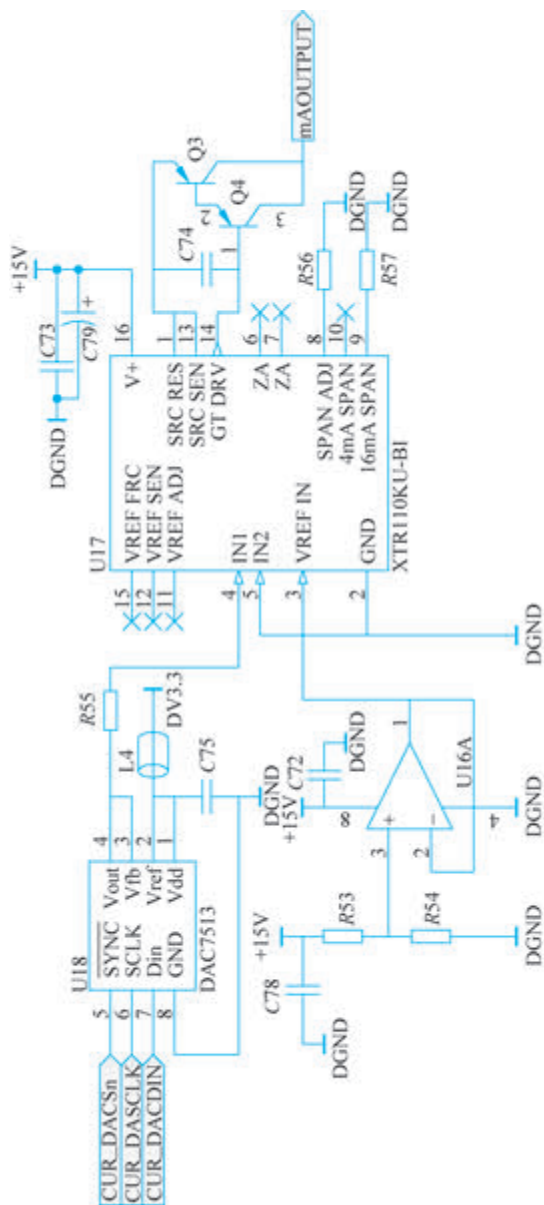 CUR_DACSn
CUR_DASCLK
CUR_DACDIN
5
6
7
8
U18
SYNC
SCLK
Din
GND
Vout
Vfb
Vref
Vdd
DAC7513
4
3
2
1
R55
L4
DV3.3
C75
DGND
+15V
C78
DGND
R53
R54
DGND
+15V
C72
DGND
8
3
2
+
−
1
4
U16A
DGND
DGND
U17
15
12
11
VREF FRC
VREF SEN
VREF ADJ
4
5
3
2
IN1
IN2
VREF IN
GND
XTR110KU-BI
DGND
C73
C79
+
+15V
16
V+
1
13
14
SRC RES
SRC SEN
GT DRV
6
7
ZA
ZA
8
10
9
SPAN ADJ
4mA SPAN
16mA SPAN
C74
1
2
3
Q3
Q4
R56
DGND
R57
DGND
mAOUTPUT